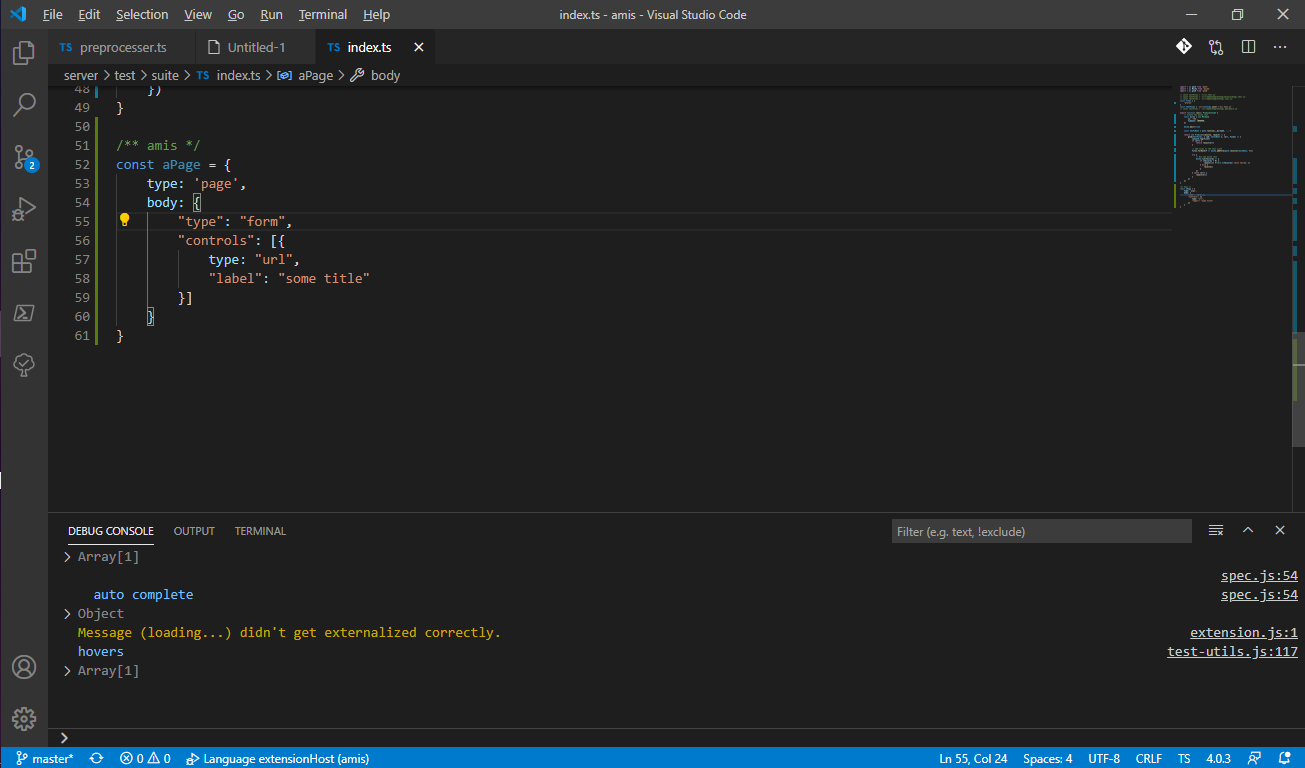 File Edit Selection View Go Run Terminal Help index.ts - amis - Visual Studio Code
TS preprocesser.ts Untitled-1 TS index.ts
server > test > suite > TS index.ts > aPage > body
48 })
49 }
50
51 /** amis */
52 const aPage = {
53 type: 'page',
54 body: {
55 "type": "form",
56 "controls": [{
57 type: "url",
58 "label": "some title"
59 }]
60 }
61 }
2
DEBUG CONSOLE OUTPUT TERMINAL Filter (e.g. text, !exclude)
> Array[1]
spec.js:54
auto complete spec.js:54
> Object
Message (loading...) didn't get externalized correctly. extension.js:1
hovers test-utils.js:117
> Array[1]
>
master* 0 0 Language extensionHost (amis) Ln 55, Col 24 Spaces: 4 UTF-8 CRLF TS 4.0.3